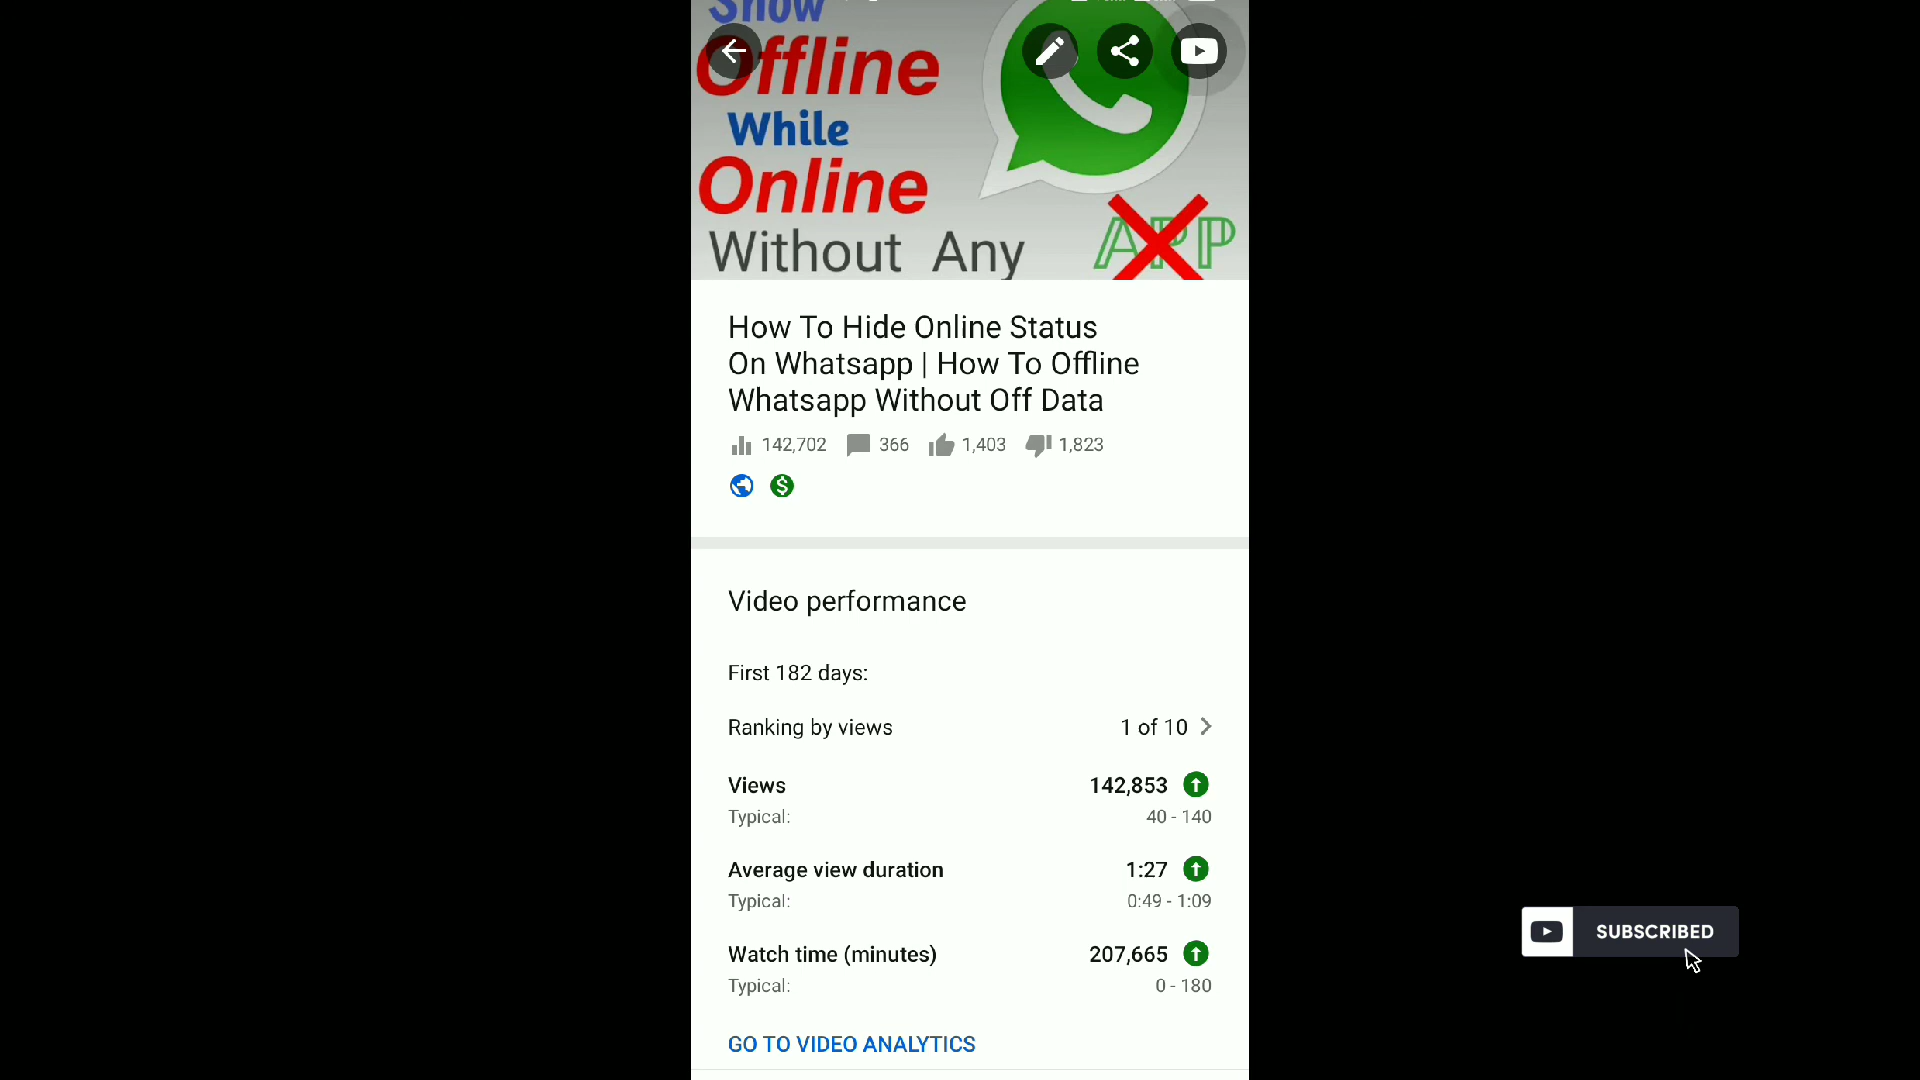 Show
Offline
While
Online
Without Any APP
How To Hide Online Status
On Whatsapp | How To Offline
Whatsapp Without Off Data
142,702 366 1,403 1,823
Video performance
First 182 days:
Ranking by views 1 of 10
Views 142,853
Typical: 40 - 140
Average view duration 1:27
Typical: 0:49 - 1:09
Watch time (minutes) 207,665
Typical: 0 - 180
GO TO VIDEO ANALYTICS
SUBSCRIBED